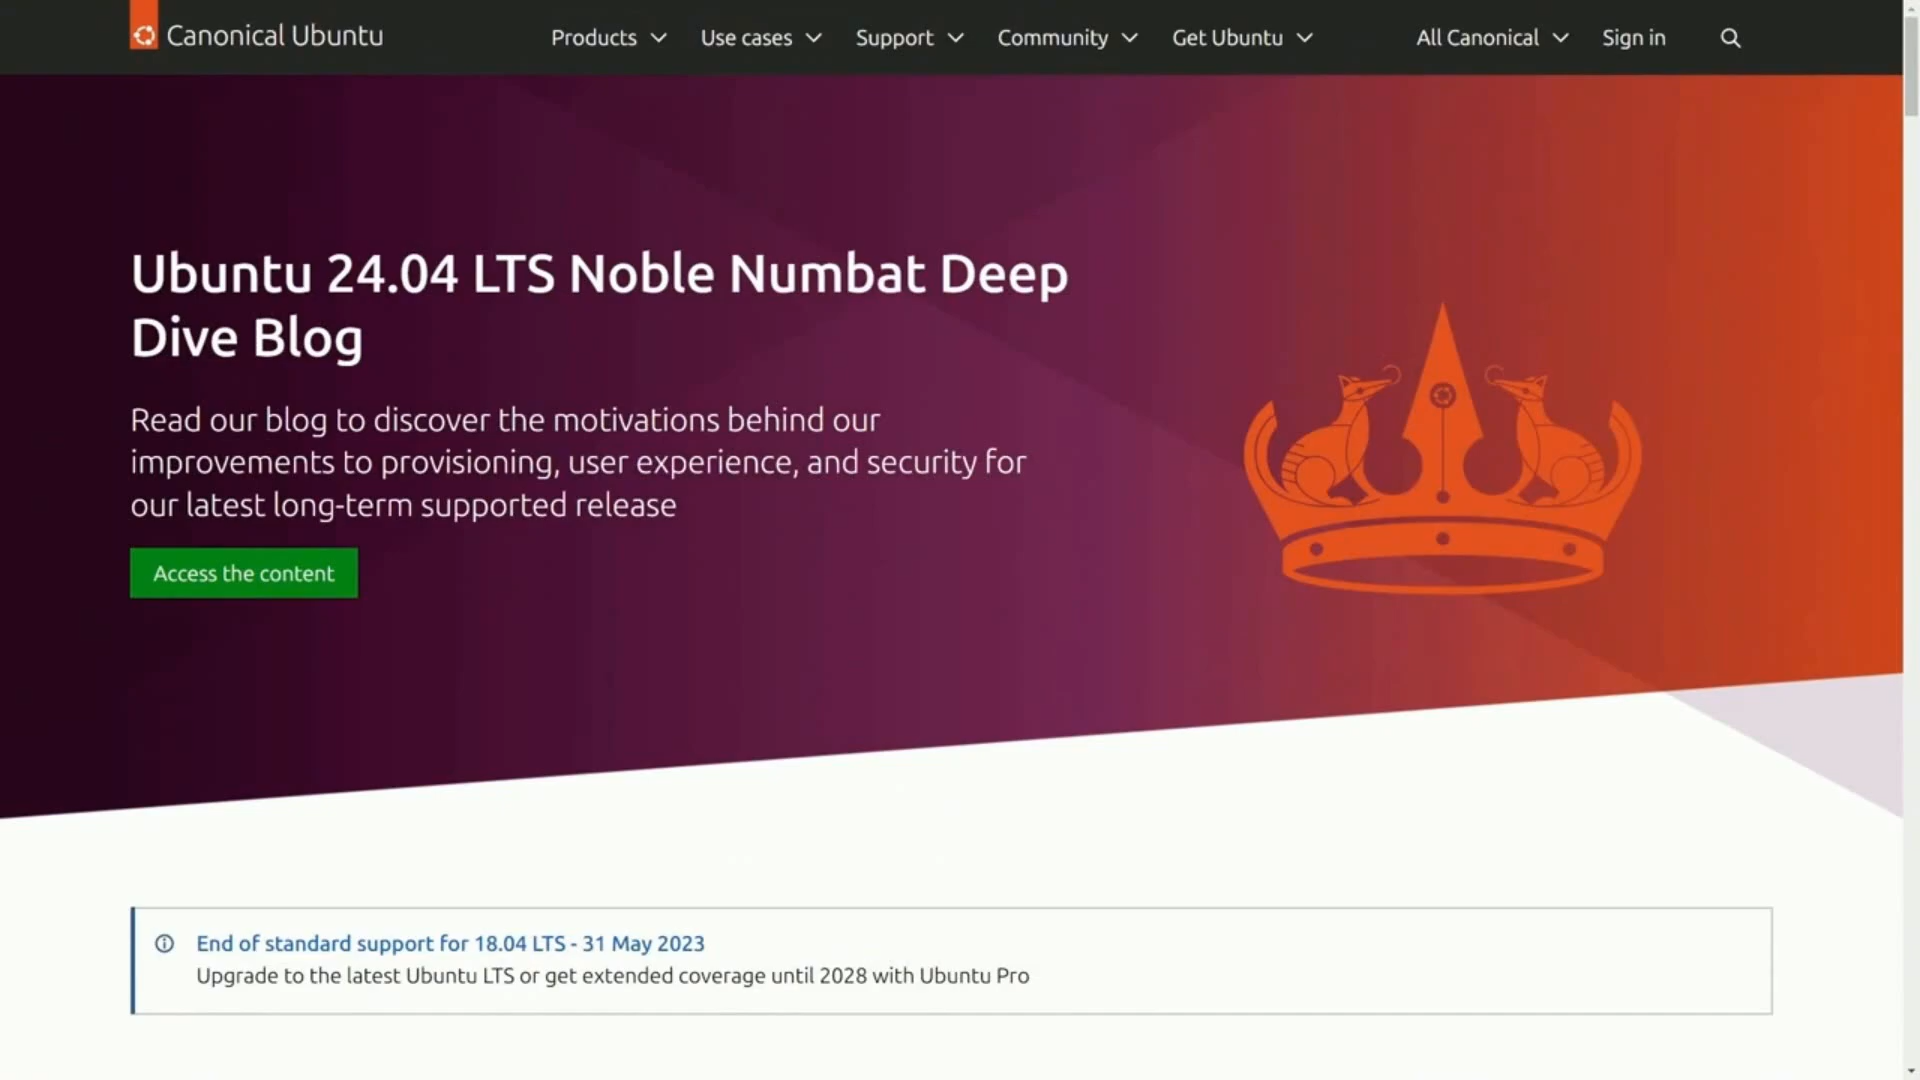 Canonical Ubuntu
Products
Use cases
Support
Community
Get Ubuntu
All Canonical
Sign in
Ubuntu 24.04 LTS Noble Numbat Deep
Dive Blog
Read our blog to discover the motivations behind our
improvements to provisioning, user experience, and security for
our latest long-term supported release
Access the content
End of standard support for 18.04 LTS - 31 May 2023
Upgrade to the latest Ubuntu LTS or get extended coverage until 2028 with Ubuntu Pro